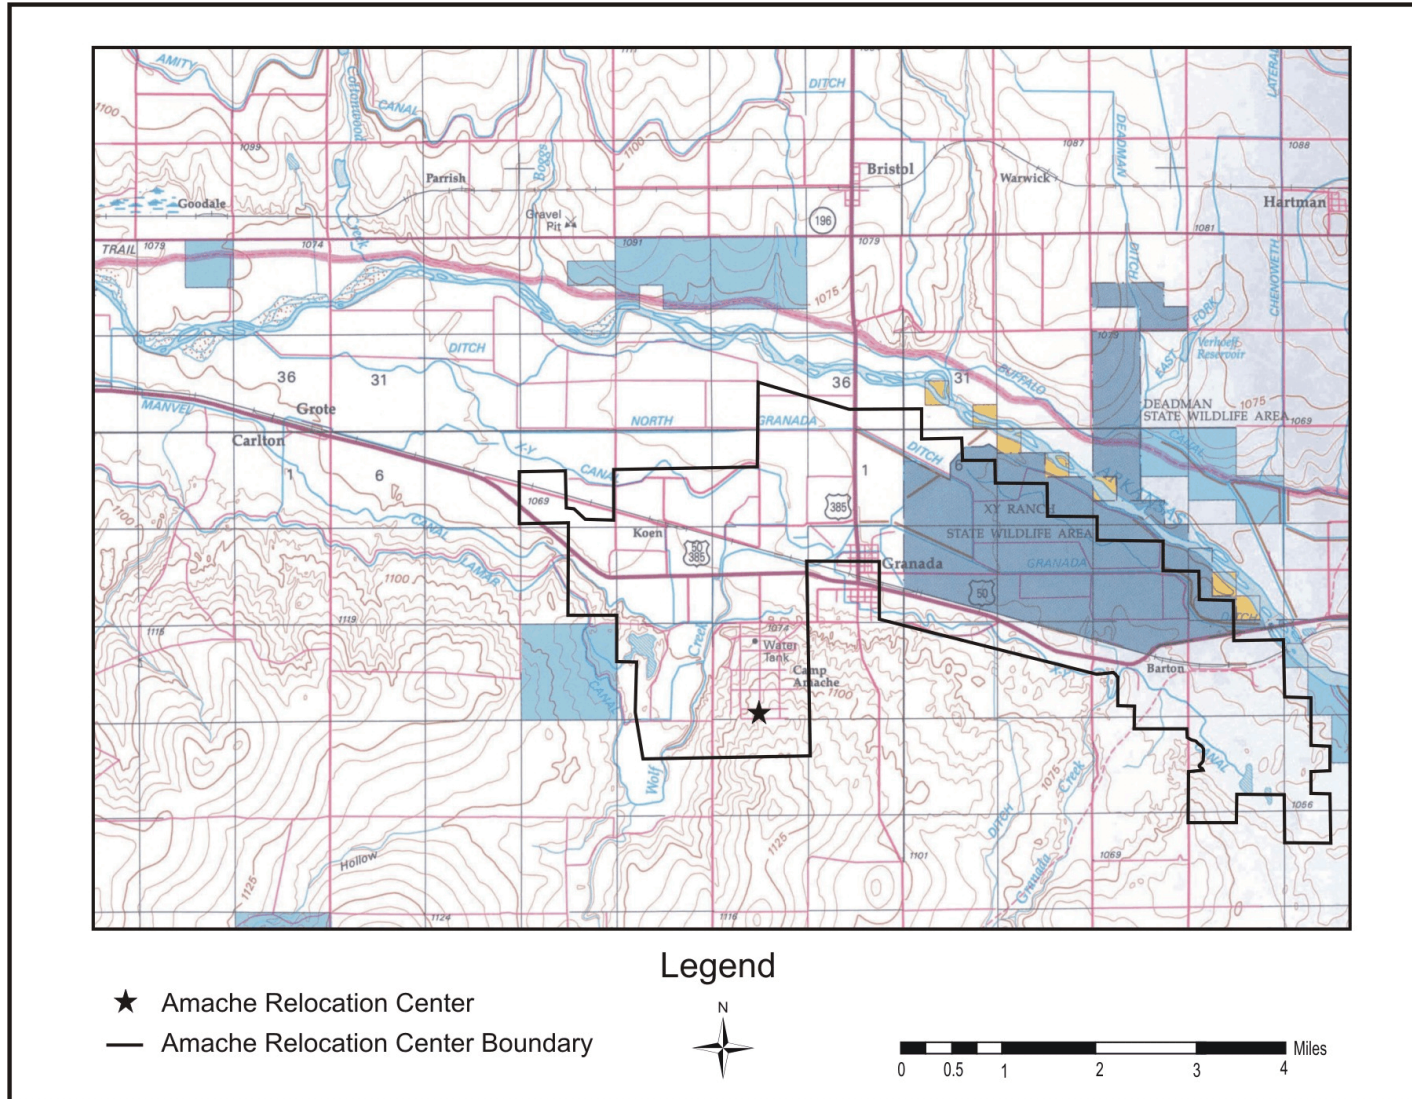 AMITY
CANAL
Cottonwood
Creek
Boggs
DITCH
LATERAL
1100
1099
1100
1087
1088
DEADMAN
DITCH
Parrish
Bristol
Warwick
Goodale
Gravel
Pit
196
Hartman
TRAIL
1079
1074
1091
1079
1081
1075
CHENOWETH
FORK
EAST
1079
Verhoeff
Reservoir
DITCH
36
31
36
31
BUFFALO
DEADMAN
STATE WILDLIFE AREA
1075
1069
MANVEL
Grote
Carlton
NORTH
GRANADA
DITCH
X-Y
CANAL
CANAL
1
6
1
6
ARKANSAS
1069
385
XY RANCH
STATE WILDLIFE AREA
1100
CANAL
Koen
50
385
Granada
GRANADA
LAMAR
1100
50
DITCH
1119
1115
1074
Water
Tank
Creek
Camp
Amache
1100
Barton
X-Y
CANAL
CANAL
Wolf
1075
Creek
1056
DITCH
Hollow
1125
1125
1101
1069
Granada
1124
1116
Legend
Amache Relocation Center
Amache Relocation Center Boundary
N
Miles
0 0.5 1 2 3 4